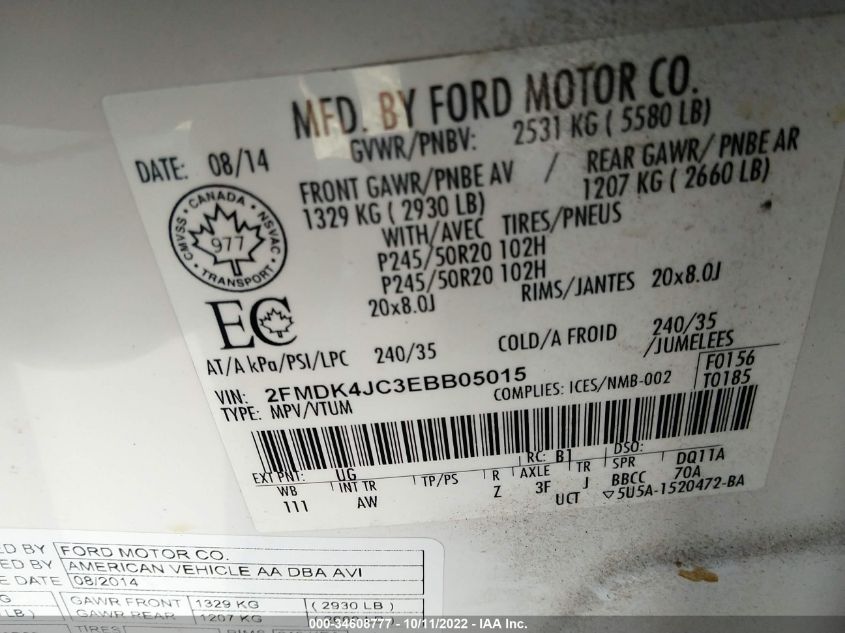 MFD. BY FORD MOTOR CO.
DATE: 08/14
GVWR/PNBV: 2531 KG ( 5580 LB)
FRONT GAWR/PNBE AV / REAR GAWR/ PNBE AR
1329 KG ( 2930 LB) 1207 KG ( 2660 LB)
WITH/AVEC TIRES/PNEUS
P245/50R20 102H
P245/50R20 102H
20x8.0J RIMS/JANTES 20x8.0J
CANADA
CMVSS NSVAC
977
TRANSPORT
EC
AT/A kPa/PSI/LPC 240/35 COLD/A FROID 240/35
/JUMELEES
VIN: 2FMDK4JC3EBB05015
COMPLIES: ICES/NMB-002
F0156
T0185
TYPE: MPV/VTUM
EXT PNT: UG RC: B1 DSO:
WB INT TR TP/PS R AXLE TR SPR DQ11A
111 AW Z 3F J BBCC 70A
UCT ▽5U5A-1520472-BA
ED BY FORD MOTOR CO.
ED BY AMERICAN VEHICLE AA DBA AVI
E DATE 08/2014
G GAWR FRONT 1329 KG ( 2930 LB )
LB ) GAWR REAR 1207 KG
TIRES/
000-34608777 - 10/11/2022 - IAA Inc.